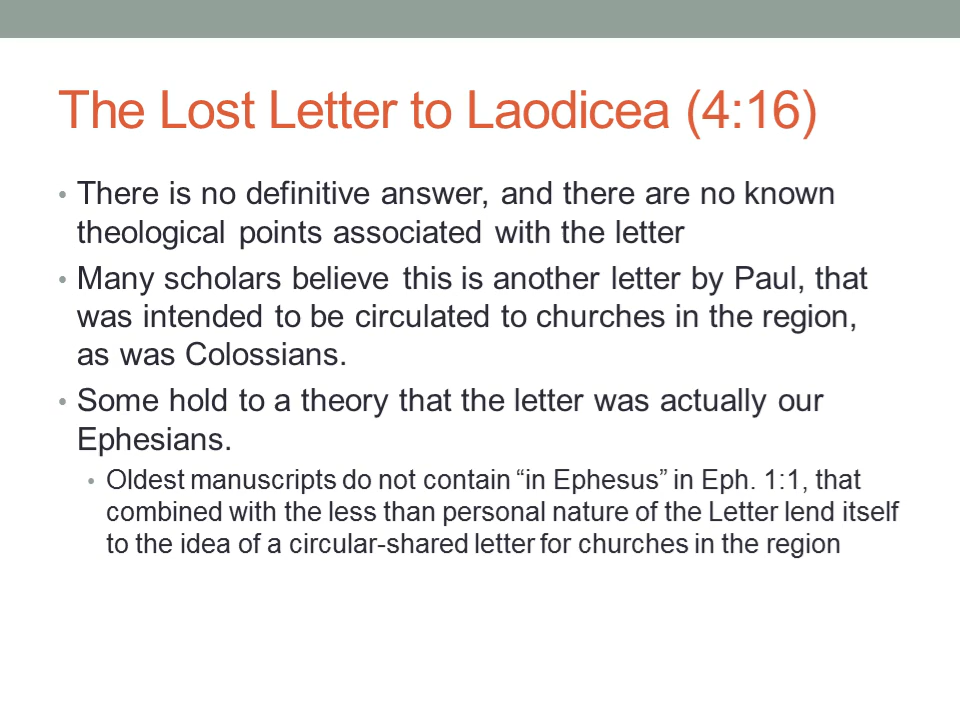 The Lost Letter to Laodicea (4:16)
• There is no definitive answer, and there are no known
theological points associated with the letter
• Many scholars believe this is another letter by Paul, that
was intended to be circulated to churches in the region,
as was Colossians.
• Some hold to a theory that the letter was actually our
Ephesians.
• Oldest manuscripts do not contain “in Ephesus” in Eph. 1:1, that
combined with the less than personal nature of the Letter lend itself
to the idea of a circular-shared letter for churches in the region